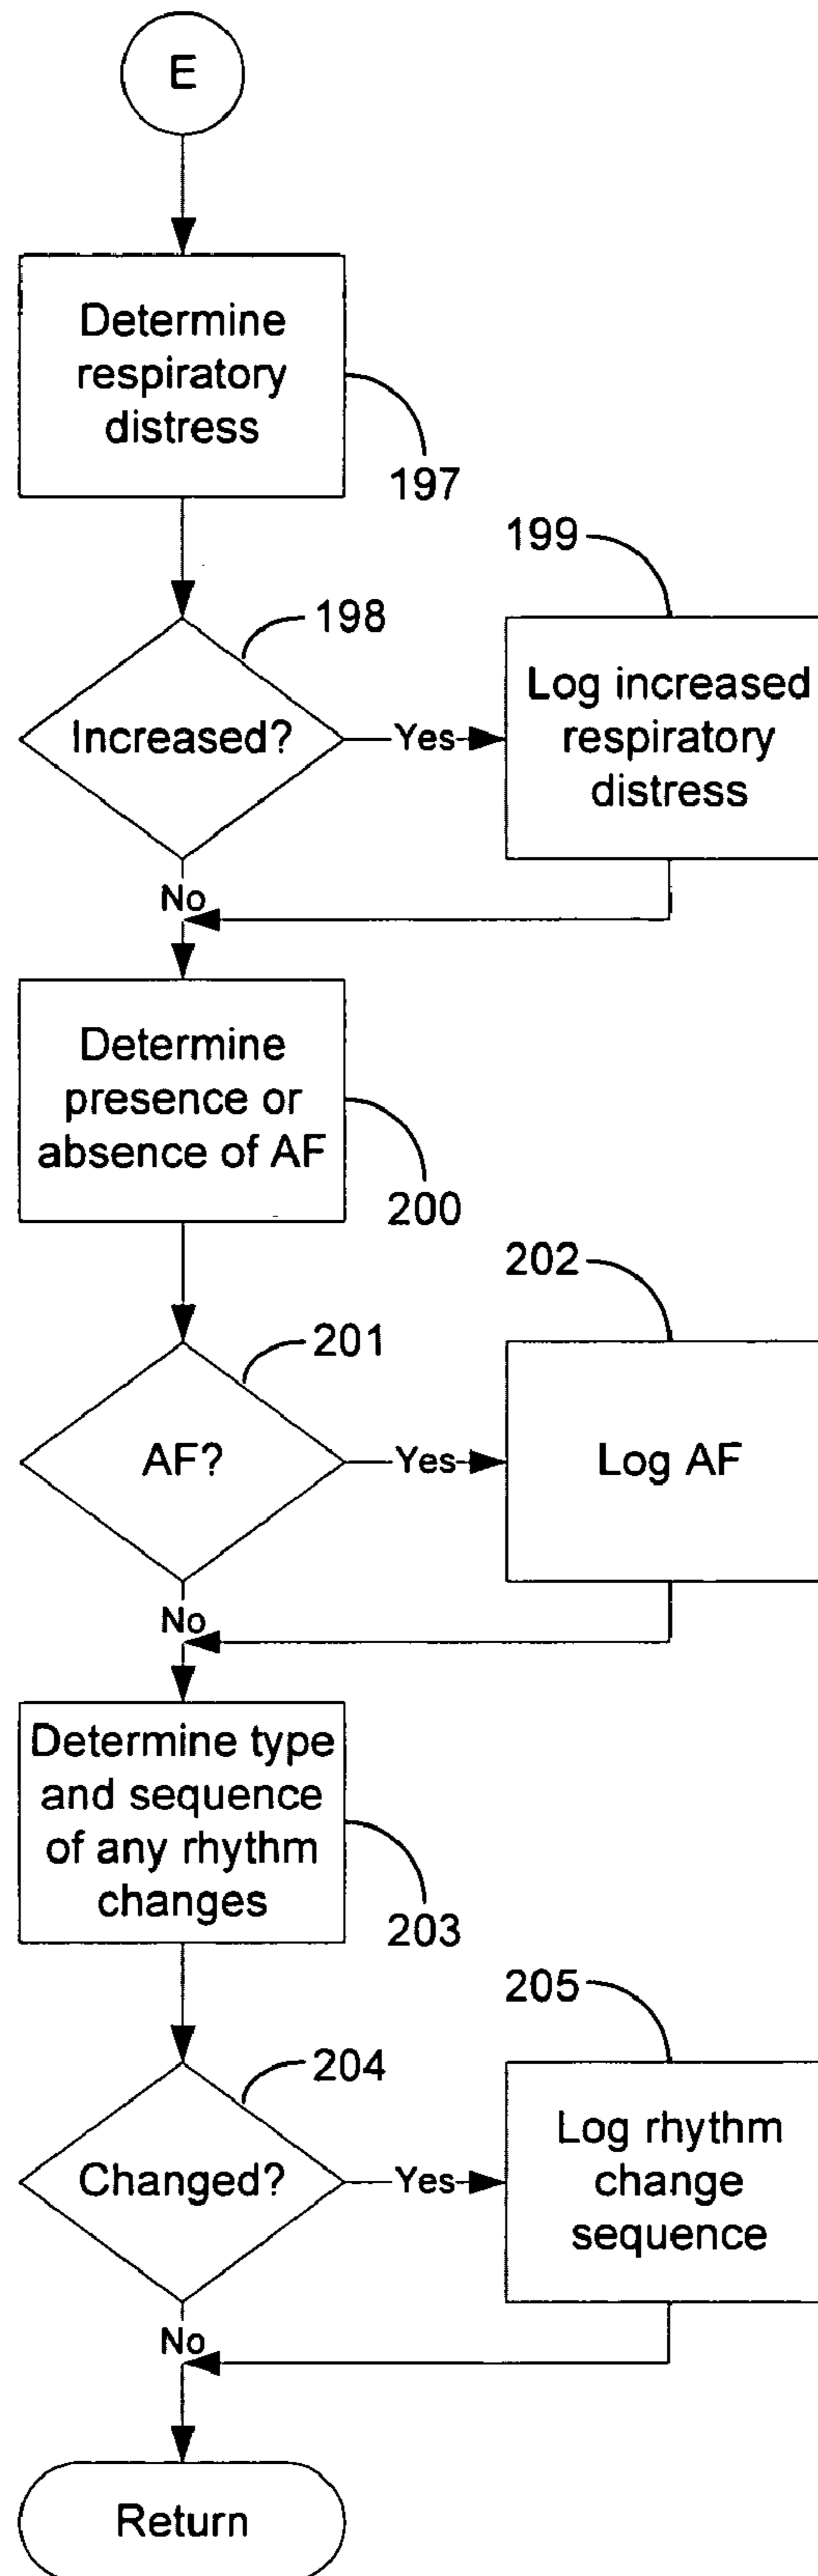 E
Determine
respiratory
distress
197
198
199
Increased?
Yes
Log increased
respiratory
distress
No
Determine
presence or
absence of AF
200
201
202
AF?
Yes
Log AF
No
Determine type
and sequence
of any rhythm
changes
203
204
205
Changed?
Yes
Log rhythm
change
sequence
No
Return